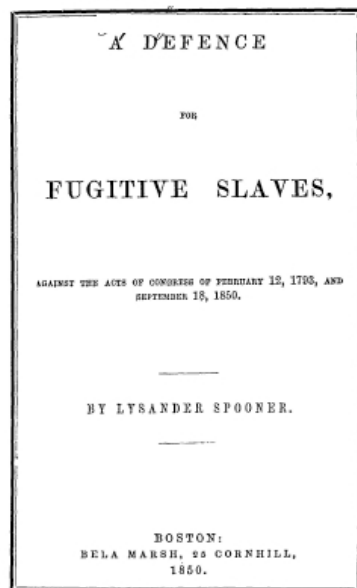 A DEFENCE
FOR
FUGITIVE SLAVES,
AGAINST THE ACTS OF CONGRESS OF FEBRUARY 12, 1793, AND
SEPTEMBER 18, 1850.
BY LYSANDER SPOONER.
BOSTON:
BELA MARSH, 25 CORNHILL,
1850.